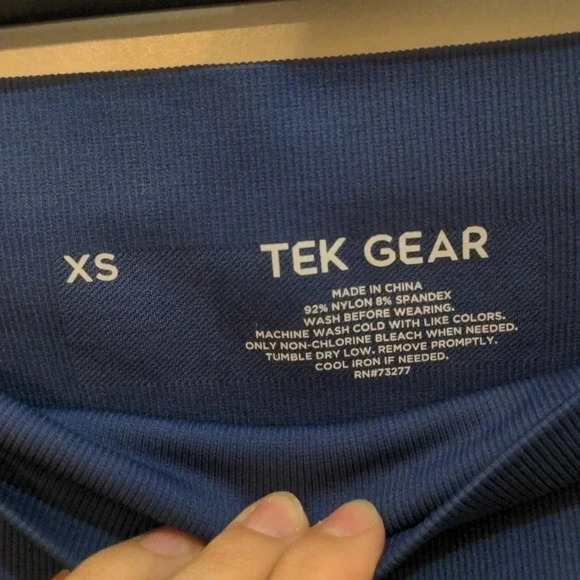 XS
TEK GEAR
MADE IN CHINA
92% NYLON 8% SPANDEX
WASH BEFORE WEARING.
MACHINE WASH COLD WITH LIKE COLORS.
ONLY NON-CHLORINE BLEACH WHEN NEEDED.
TUMBLE DRY LOW. REMOVE PROMPTLY.
COOL IRON IF NEEDED.
RN#73277